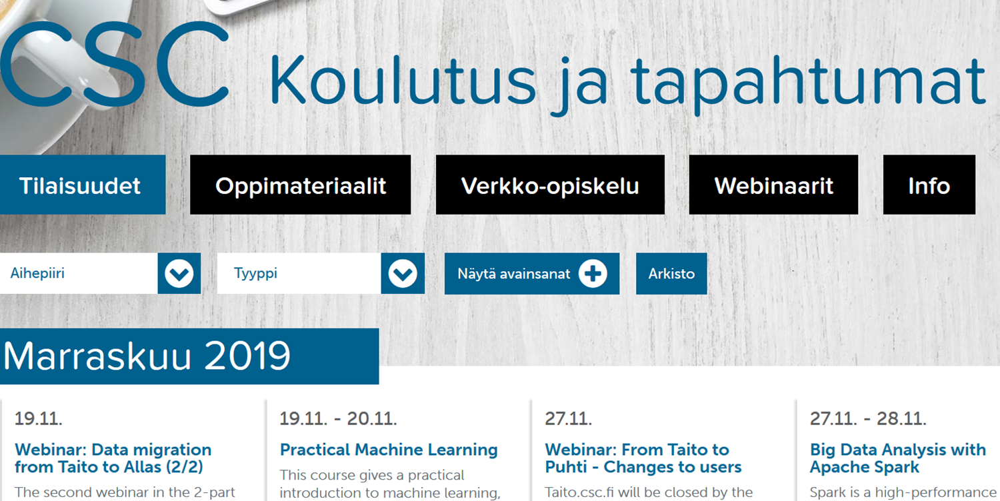 CSC Koulutus ja tapahtumat
Tilaisuudet Oppimateriaalit Verkko-opiskelu Webinaarit Info
Aihepiiri Tyyppi Näytä avainsanat Arkisto
Marraskuu 2019
19.11.
Webinar: Data migration
from Taito to Allas (2/2)
The second webinar in the 2-part
19.11. - 20.11.
Practical Machine Learning
This course gives a practical
introduction to machine learning,
27.11.
Webinar: From Taito to
Puhti - Changes to users
Taito.csc.fi will be closed by the
27.11. - 28.11.
Big Data Analysis with
Apache Spark
Spark is a high-performance